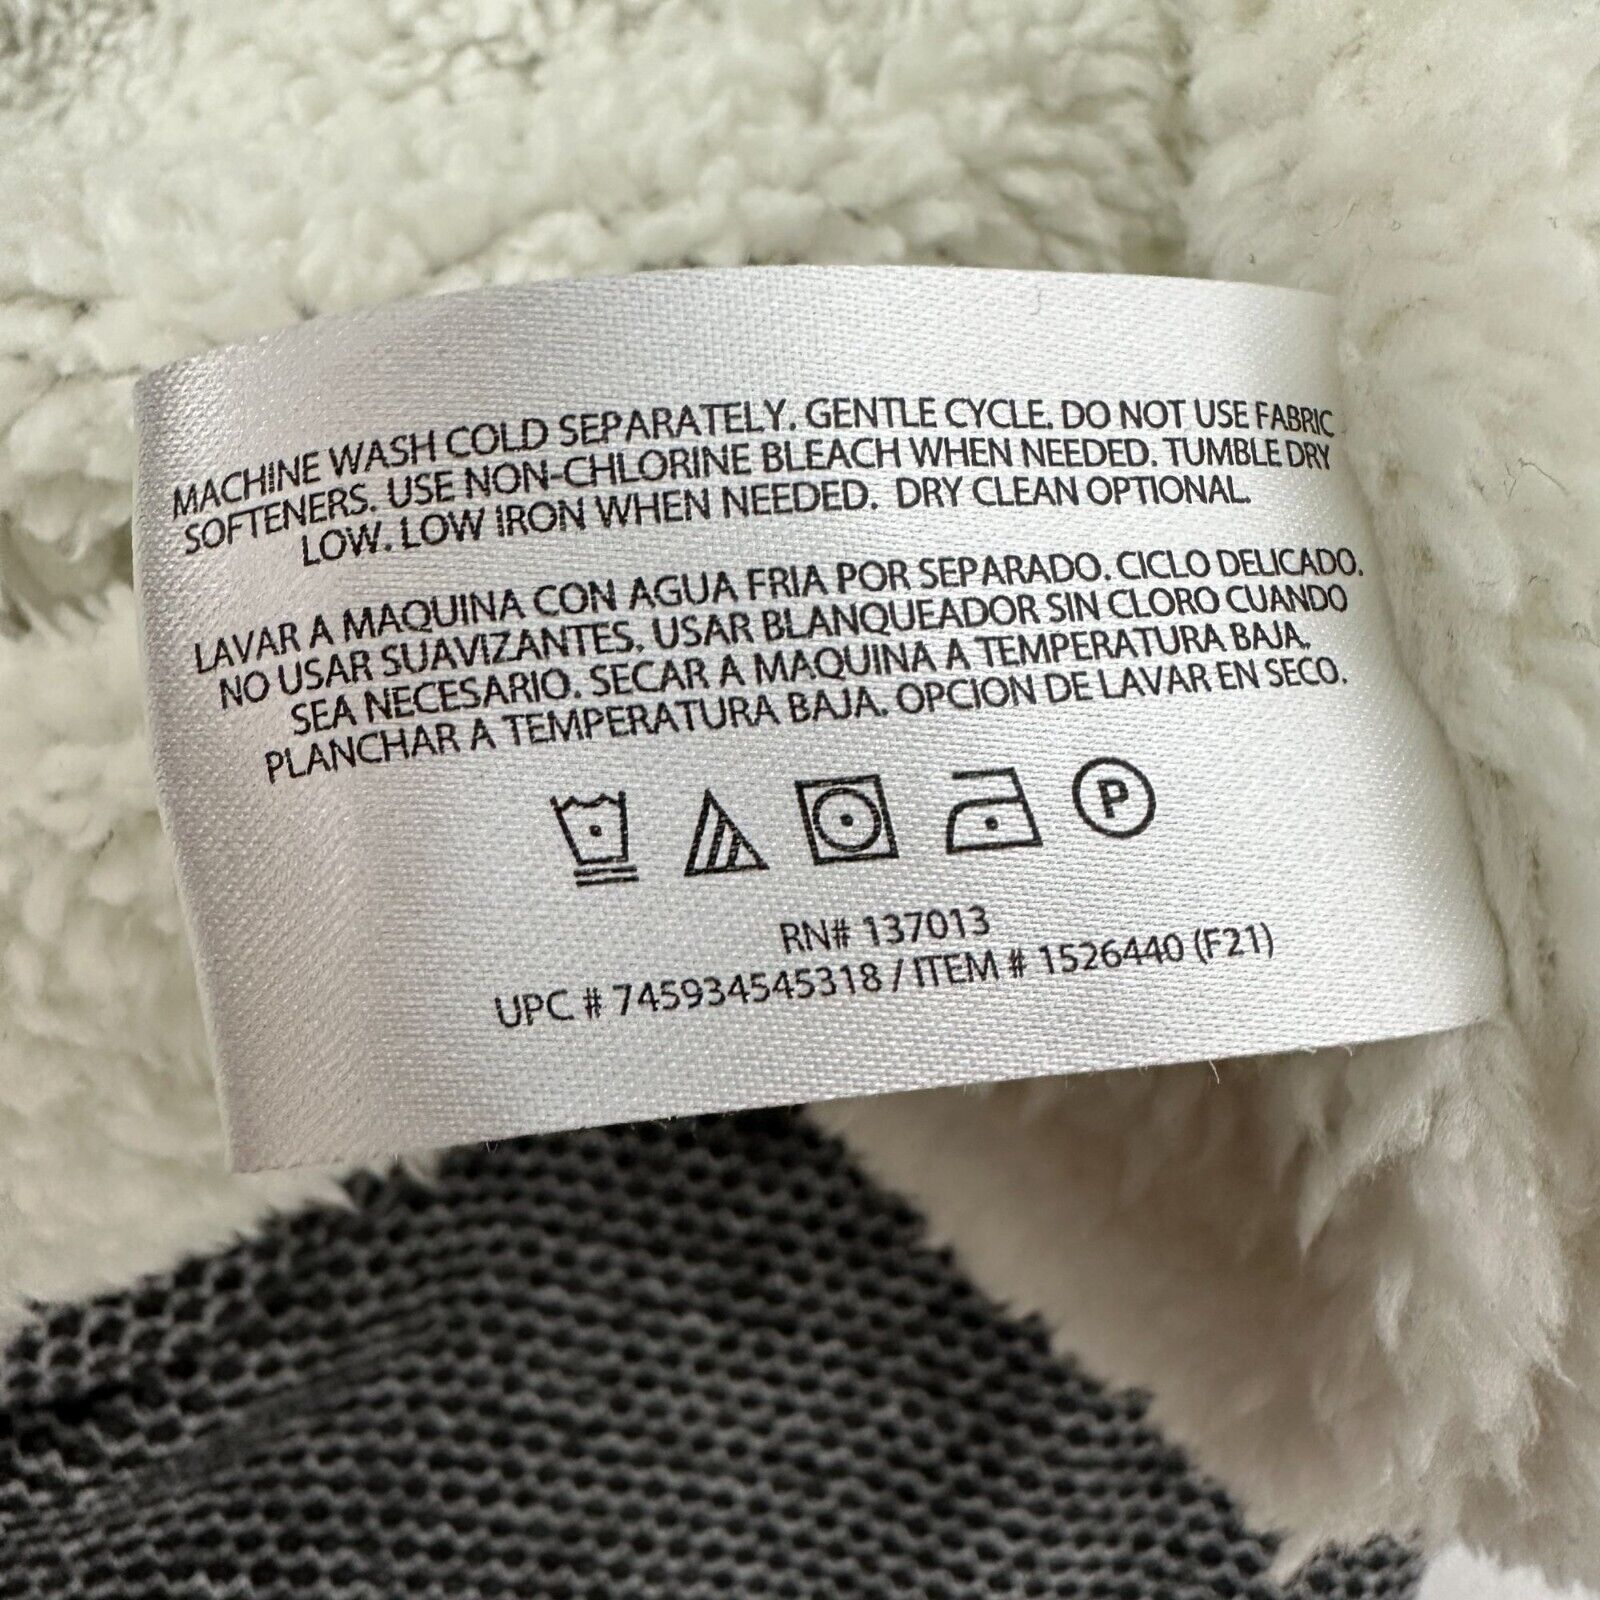 MACHINE WASH COLD SEPARATELY. GENTLE CYCLE. DO NOT USE FABRIC
SOFTENERS. USE NON-CHLORINE BLEACH WHEN NEEDED. TUMBLE DRY
LOW. LOW IRON WHEN NEEDED. DRY CLEAN OPTIONAL.
LAVAR A MAQUINA CON AGUA FRIA POR SEPARADO. CICLO DELICADO.
NO USAR SUAVIZANTES. USAR BLANQUEADOR SIN CLORO CUANDO
SEA NECESARIO. SECAR A MAQUINA A TEMPERATURA BAJA.
PLANCHAR A TEMPERATURA BAJA. OPCION DE LAVAR EN SECO.
P
RN# 137013
UPC # 745934545318 / ITEM # 1526440 (F21)